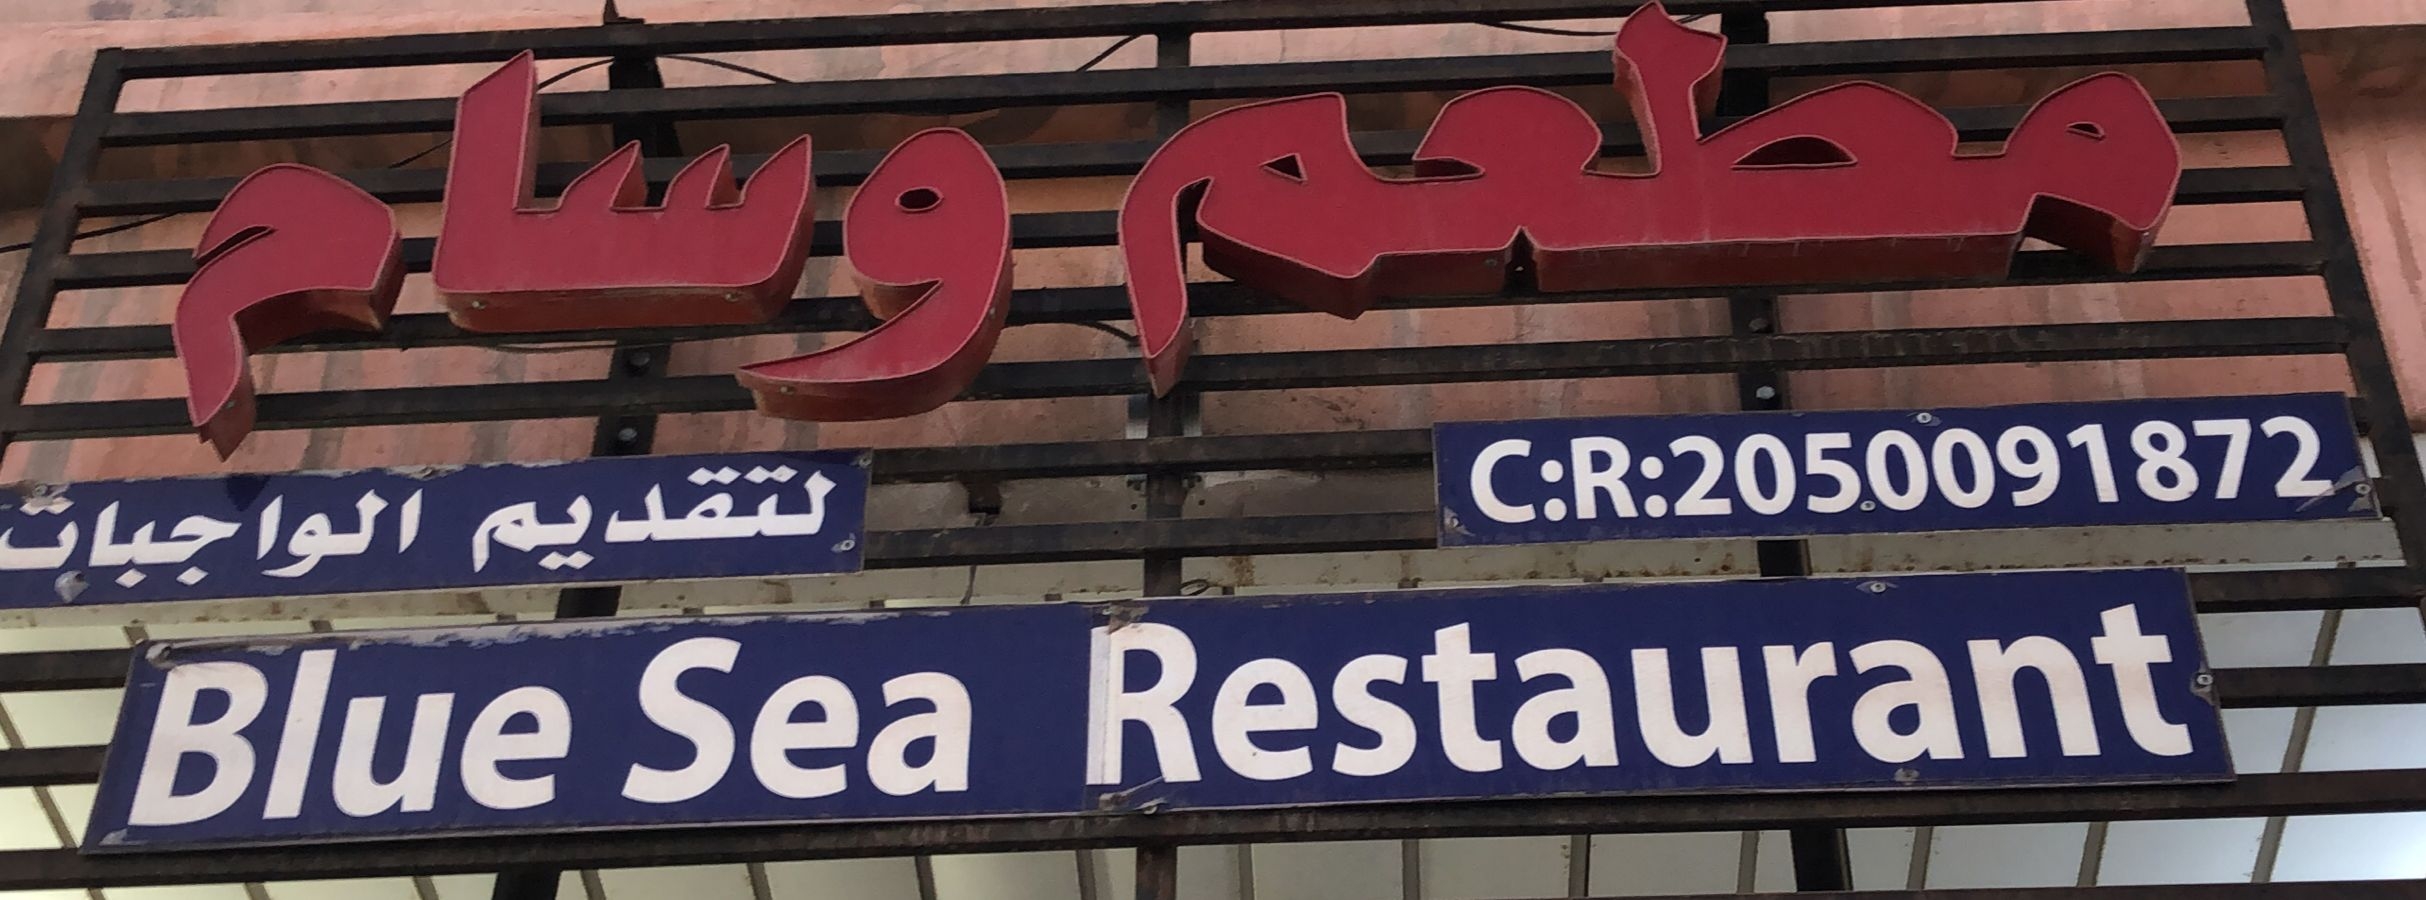 مطعم وسام
C:R:2050091872
لتقديم الواجبات
Blue Sea Restaurant